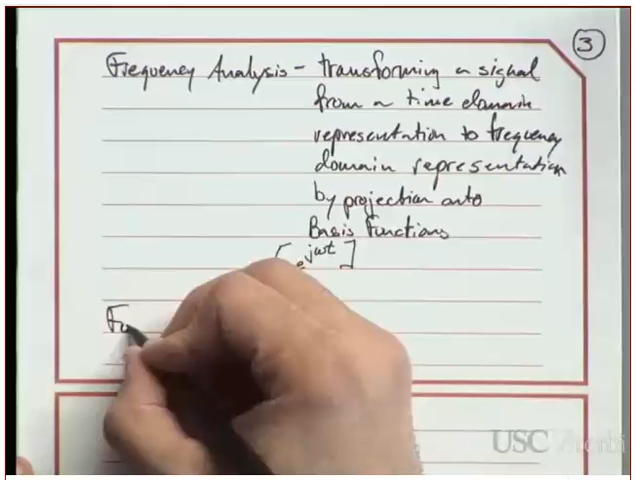 3
Frequency Analysis - transforming a signal
from a time domain
representation to frequency
domain representation
by projection onto
Basis Functions
[e^jωt]
Fo
USC Viterbi